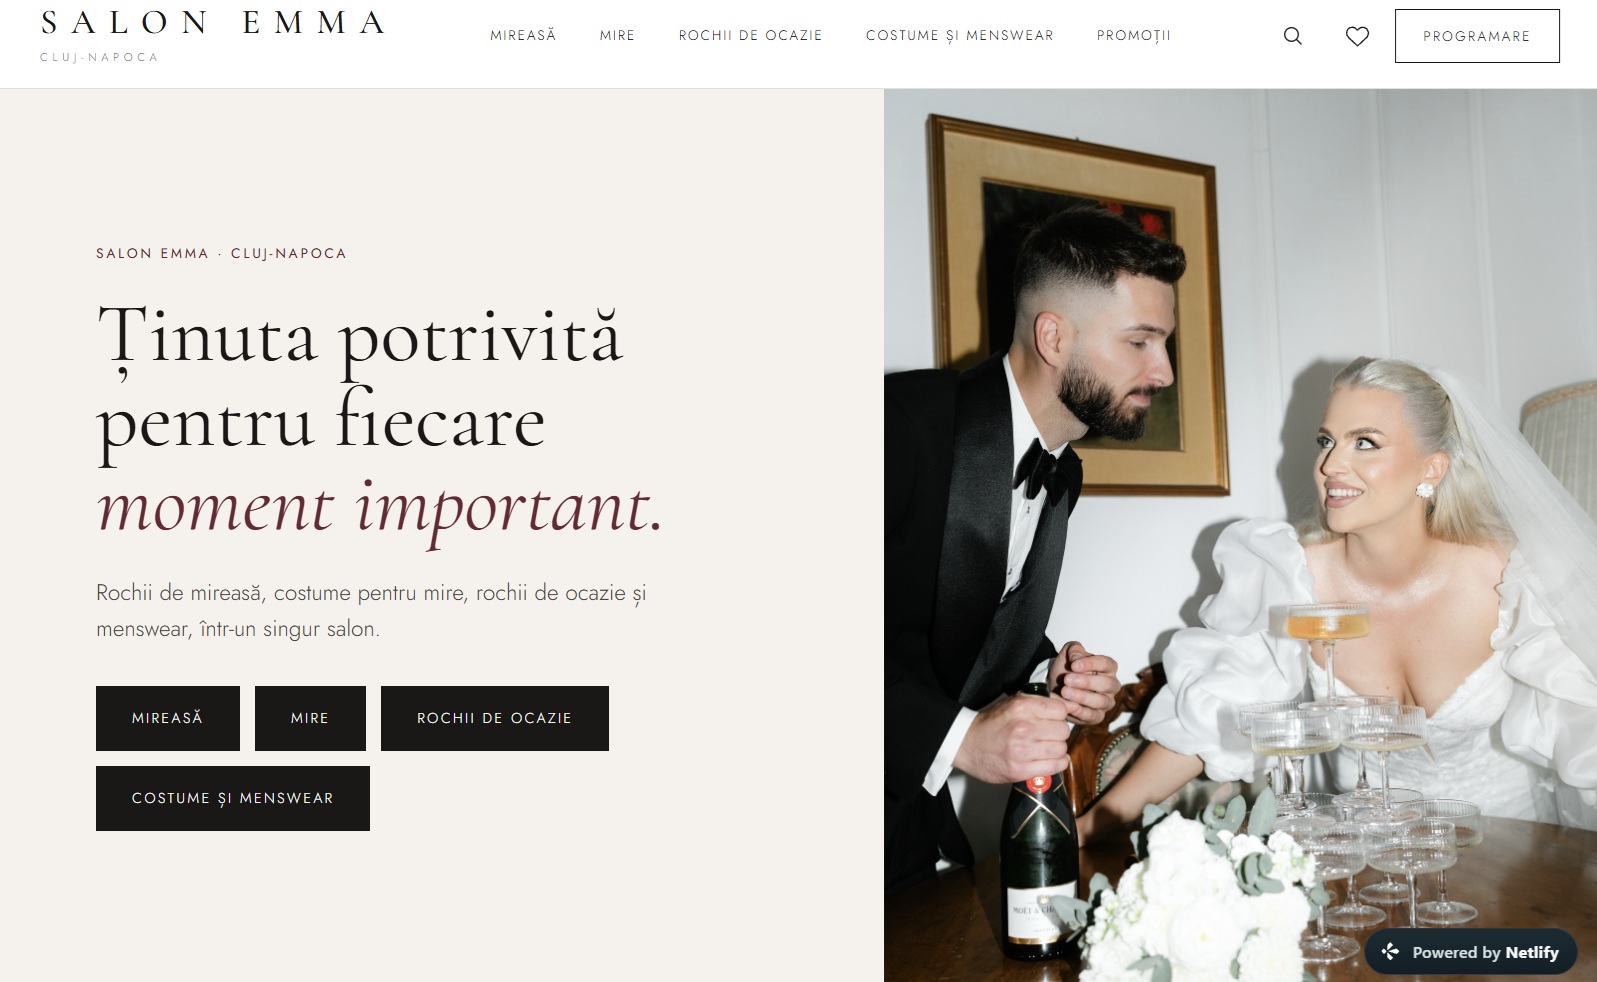 SALON EMMA
CLUJ-NAPOCA
MIREASĂ
MIRE
ROCHII DE OCAZIE
COSTUME ȘI MENSWEAR
PROMOȚII
PROGRAMARE
SALON EMMA · CLUJ-NAPOCA
Ținuta potrivită
pentru fiecare
moment important.
Rochii de mireasă, costume pentru mire, rochii de ocazie și
menswear, într-un singur salon.
MIREASĂ
MIRE
ROCHII DE OCAZIE
COSTUME ȘI MENSWEAR
Powered by Netlify